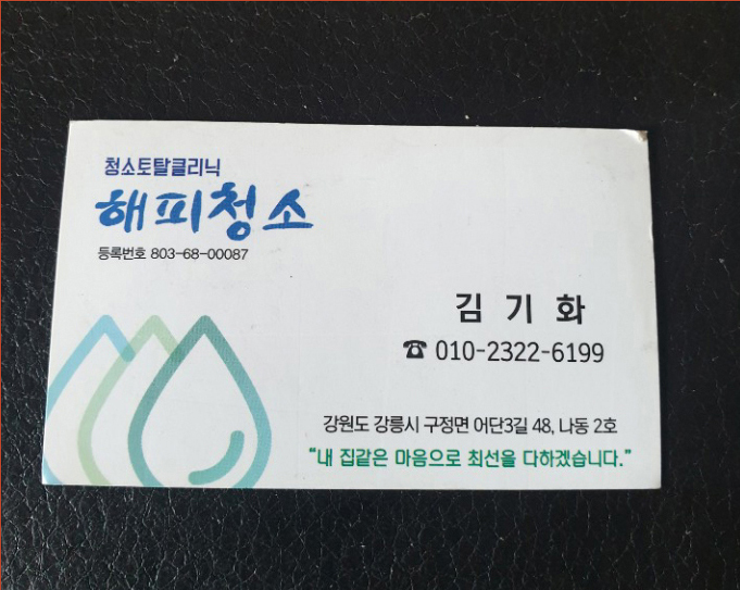 청소토탈클리닉
해피청소
등록번호 803-68-00087
김 기 화
☎ 010-2322-6199
강원도 강릉시 구정면 어단3길 48, 나동 2호
“내 집같은 마음으로 최선을 다하겠습니다.”